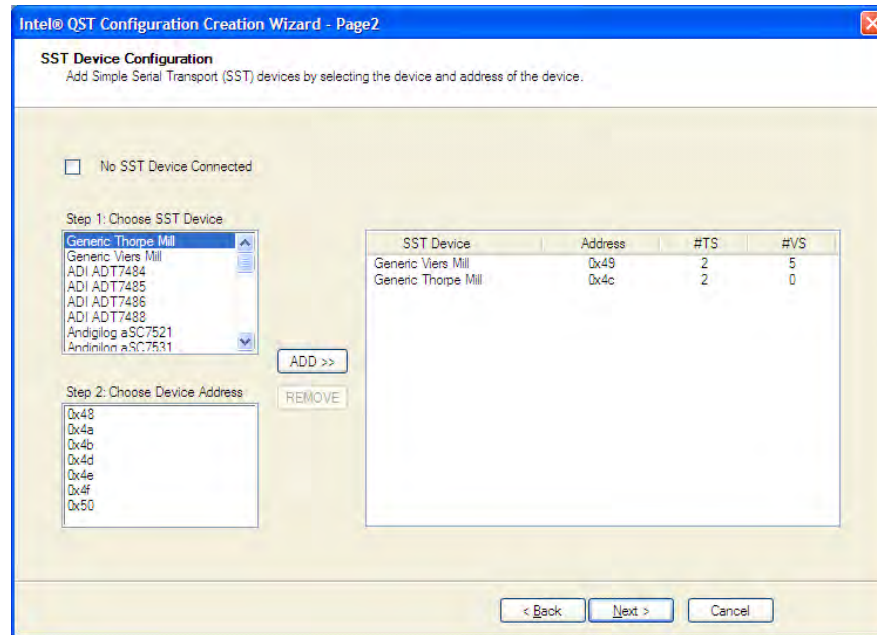 Intel® QST Configuration Creation Wizard - Page2
SST Device Configuration
Add Simple Serial Transport (SST) devices by selecting the device and address of the device.
No SST Device Connected
Step 1: Choose SST Device
Generic Thorpe Mill
Generic Viers Mill
ADI ADT7484
ADI ADT7485
ADI ADT7486
ADI ADT7488
Andigilog aSC7521
Andigilog aSC7531
ADD >>
REMOVE
Step 2: Choose Device Address
0x48
0x4a
0x4b
0x4d
0x4e
0x4f
0x50
SST Device Address #TS #VS
Generic Viers Mill 0x49 2 5
Generic Thorpe Mill 0x4c 2 0
< Back Next > Cancel